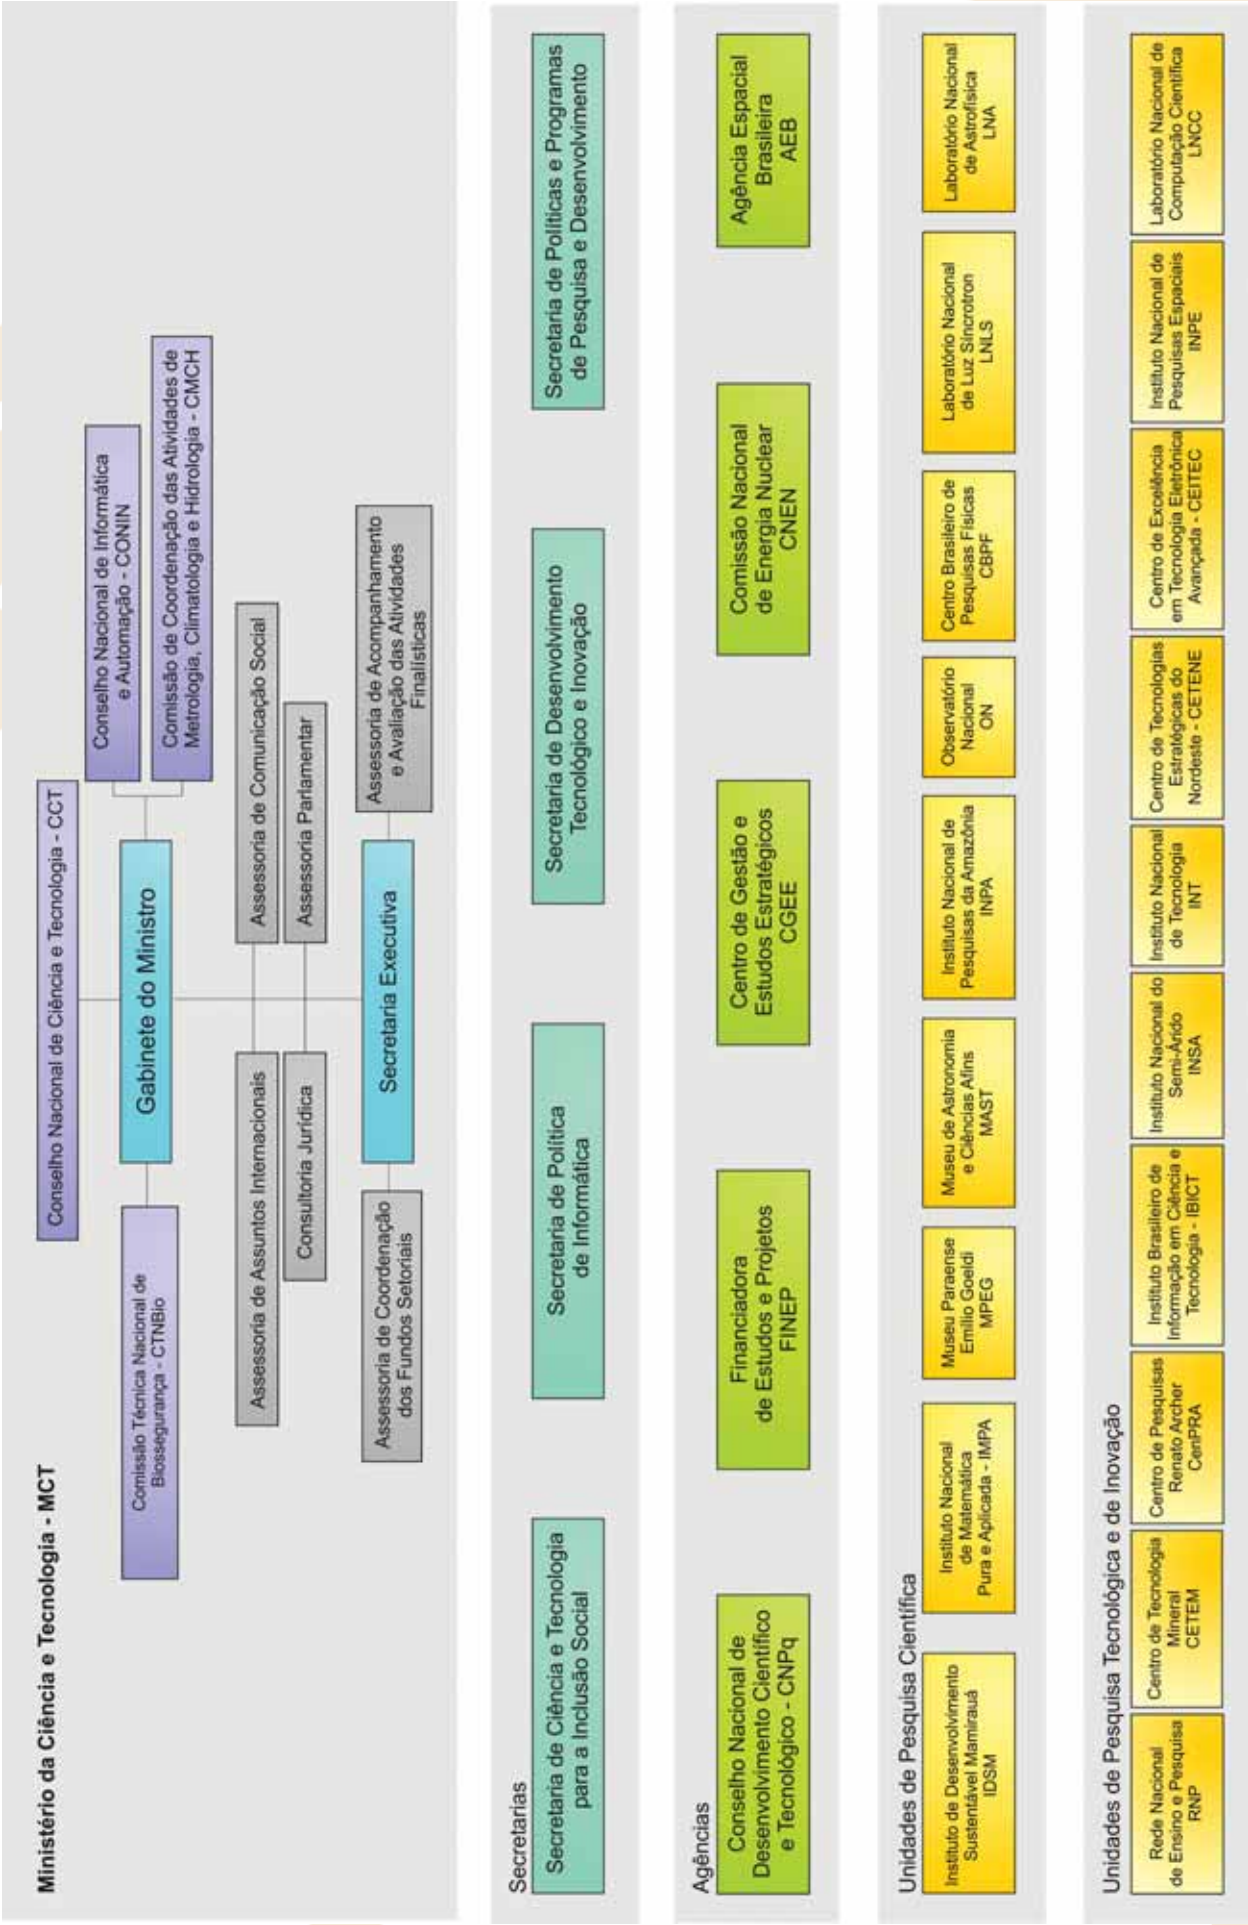 Ministério da Ciência e Tecnologia - MCT
Conselho Nacional de Ciência e Tecnologia - CCT
Comissão Técnica Nacional de
Biossegurança - CTNBio
Gabinete do Ministro
Conselho Nacional de Informática
e Automação - CONIN
Comissão de Coordenação das Atividades de
Metrologia, Climatologia e Hidrologia - CMCH
Assessoria de Assuntos Internacionais
Assessoria de Comunicação Social
Consultoria Jurídica
Assessoria Parlamentar
Assessoria de Coordenação
dos Fundos Setoriais
Secretaria Executiva
Assessoria de Acompanhamento
e Avaliação das Atividades
Finalísticas
Secretarias
Secretaria de Ciência e Tecnologia
para a Inclusão Social
Secretaria de Política
de Informática
Secretaria de Desenvolvimento
Tecnológico e Inovação
Secretaria de Políticas e Programas
de Pesquisa e Desenvolvimento
Agências
Conselho Nacional de
Desenvolvimento Científico
e Tecnológico - CNPq
Financiadora
de Estudos e Projetos
FINEP
Centro de Gestão e
Estudos Estratégicos
CGEE
Comissão Nacional
de Energia Nuclear
CNEN
Agência Espacial
Brasileira
AEB
Unidades de Pesquisa Científica
Instituto de Desenvolvimento
Sustentável Mamirauá
IDSM
Instituto Nacional
de Matemática
Pura e Aplicada - IMPA
Museu Paraense
Emílio Goeldi
MPEG
Museu de Astronomia
e Ciências Afins
MAST
Instituto Nacional de
Pesquisas da Amazônia
INPA
Observatório
Nacional
ON
Centro Brasileiro de
Pesquisas Físicas
CBPF
Laboratório Nacional
de Luz Síncrotron
LNLS
Laboratório Nacional
de Astrofísica
LNA
Unidades de Pesquisa Tecnológica e de Inovação
Rede Nacional
de Ensino e Pesquisa
RNP
Centro de Tecnologia
Mineral
CETEM
Centro de Pesquisas
Renato Archer
CenPRA
Instituto Brasileiro de
Informação em Ciência e
Tecnologia - IBICT
Instituto Nacional do
Semi-Árido
INSA
Instituto Nacional
de Tecnologia
INT
Centro de Tecnologias
Estratégicas do
Nordeste - CETENE
Centro de Excelência
em Tecnologia Eletrônica
Avançada - CEITEC
Instituto Nacional de
Pesquisas Espaciais
INPE
Laboratório Nacional de
Computação Científica
LNCC